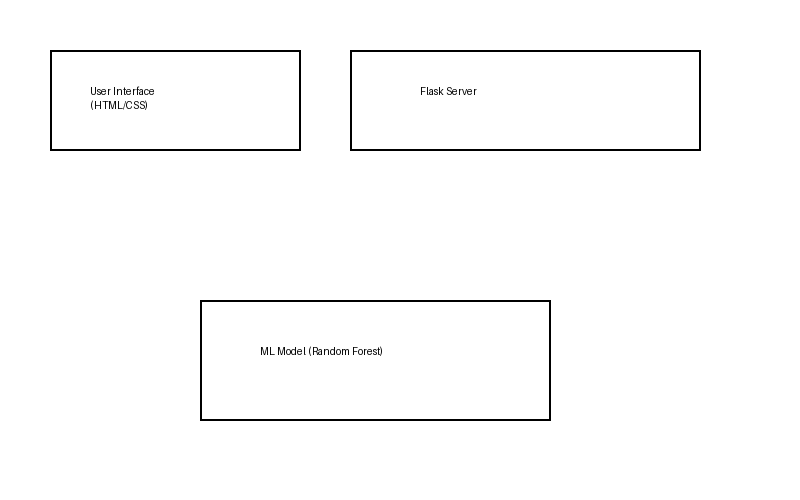 User Interface
(HTML/CSS)
Flask Server
ML Model (Random Forest)